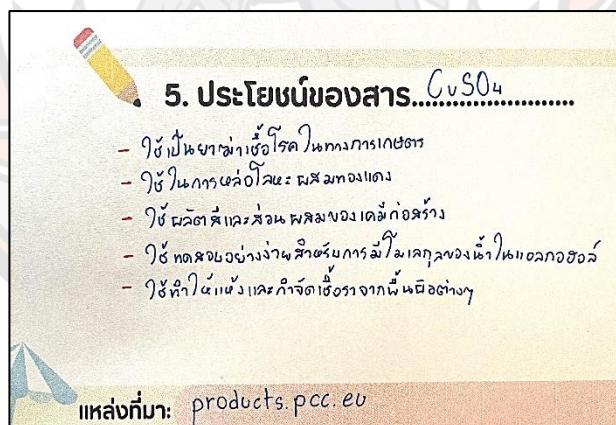 5. ประโยชน์ของสาร....CuSO4......................
- ใช้เป็นยาฆ่าเชื้อโรคในทางการเกษตร
- ใช้ในการหล่อโลหะผสมทองแดง
- ใช้ผลิตสีและส่วนผสมของเคมีก่อสร้าง
- ใช้ทดสอบอย่างง่ายสำหรับการมีโมเลกุลของน้ำในแอลกอฮอล์
- ใช้ทำให้แห้งและกำจัดเชื้อราจากพื้นผิวต่างๆ
แหล่งที่มา: products.pcc.eu